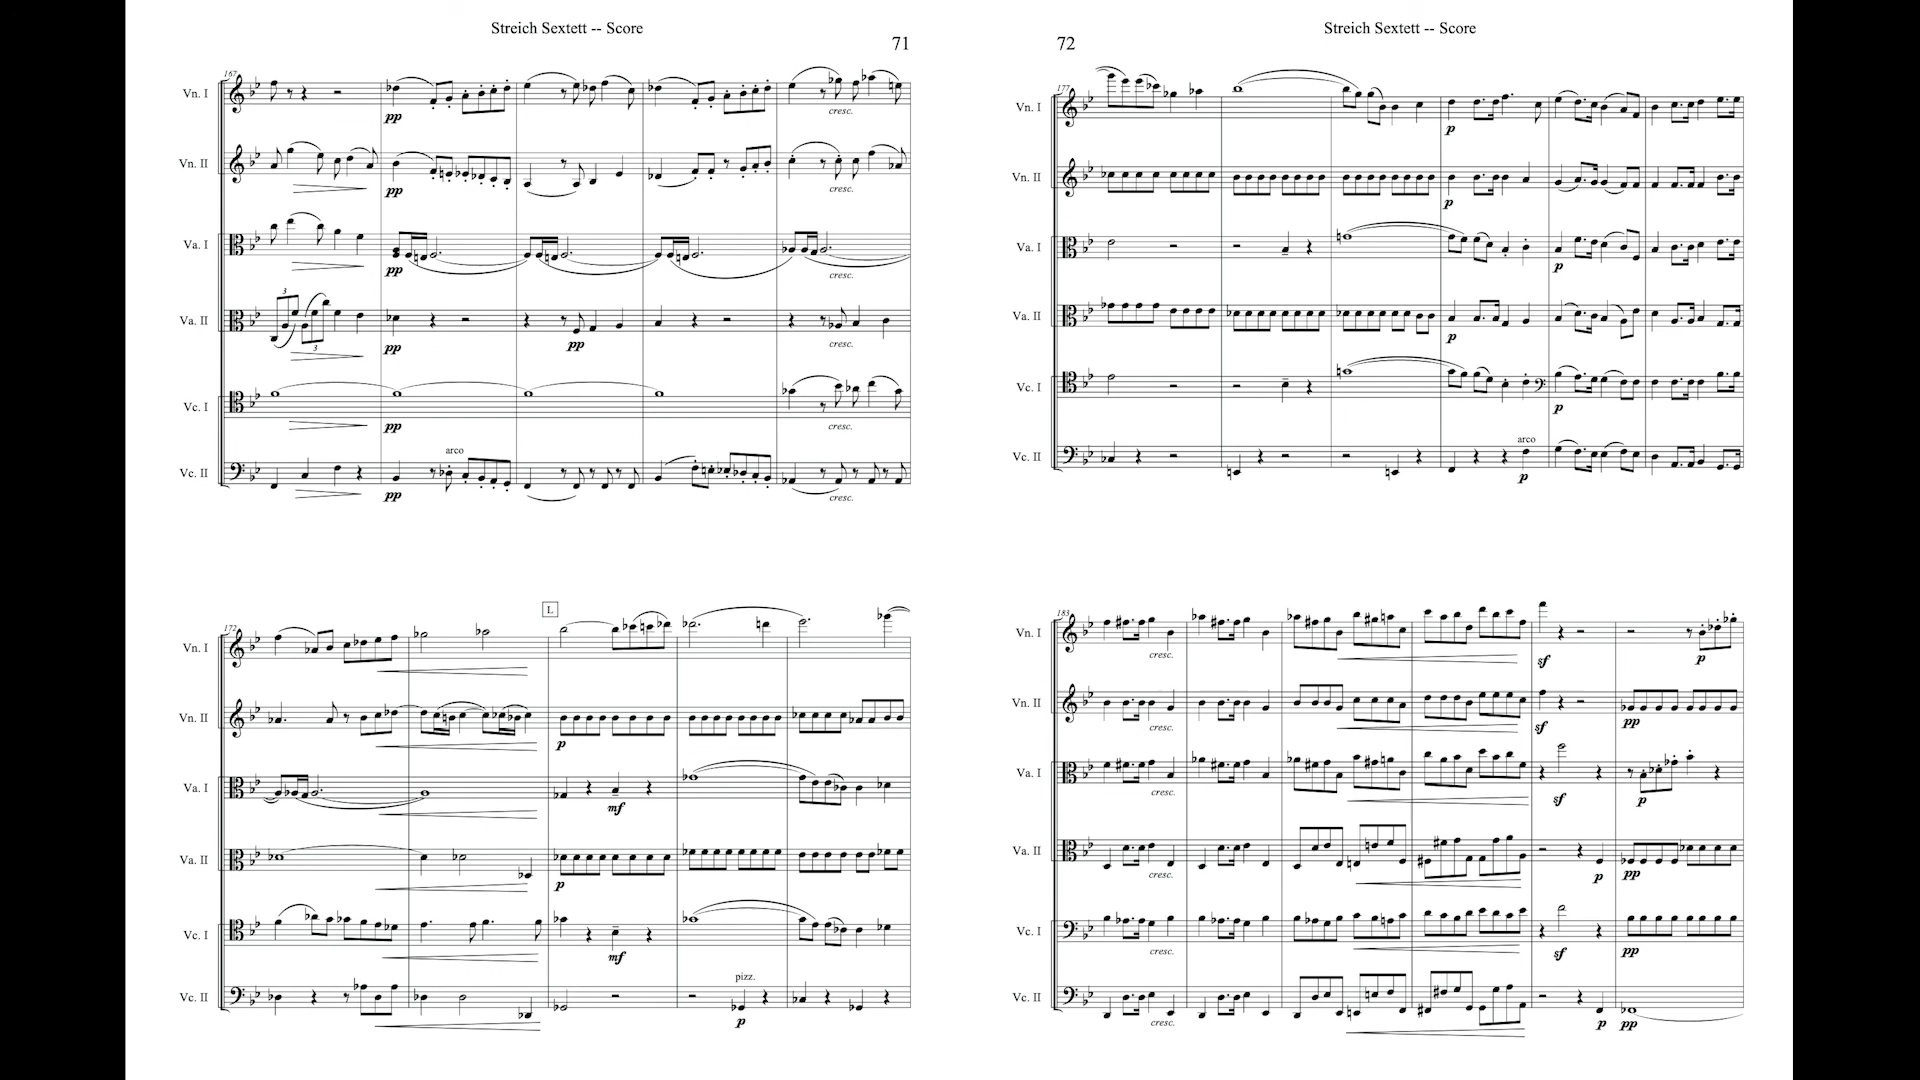 Streich Sextett -- Score
71
167
Vn. I
pp
cresc.
Vn. II
pp
cresc.
Va. I
pp
cresc.
3
Va. II
3
pp
pp
cresc.
Vc. I
pp
cresc.
arco
Vc. II
pp
cresc.
L
172
Vn. I
Vn. II
p
Va. I
mf
Va. II
p
Vc. I
mf
pizz.
Vc. II
p
Streich Sextett -- Score
72
177
Vn. I
p
Vn. II
p
Va. I
p
Va. II
p
Vc. I
p
arco
Vc. II
p
183
Vn. I
cresc.
sf
p
Vn. II
cresc.
sf
pp
Va. I
cresc.
sf
p
Va. II
cresc.
p
pp
Vc. I
cresc.
sf
pp
Vc. II
cresc.
p
pp